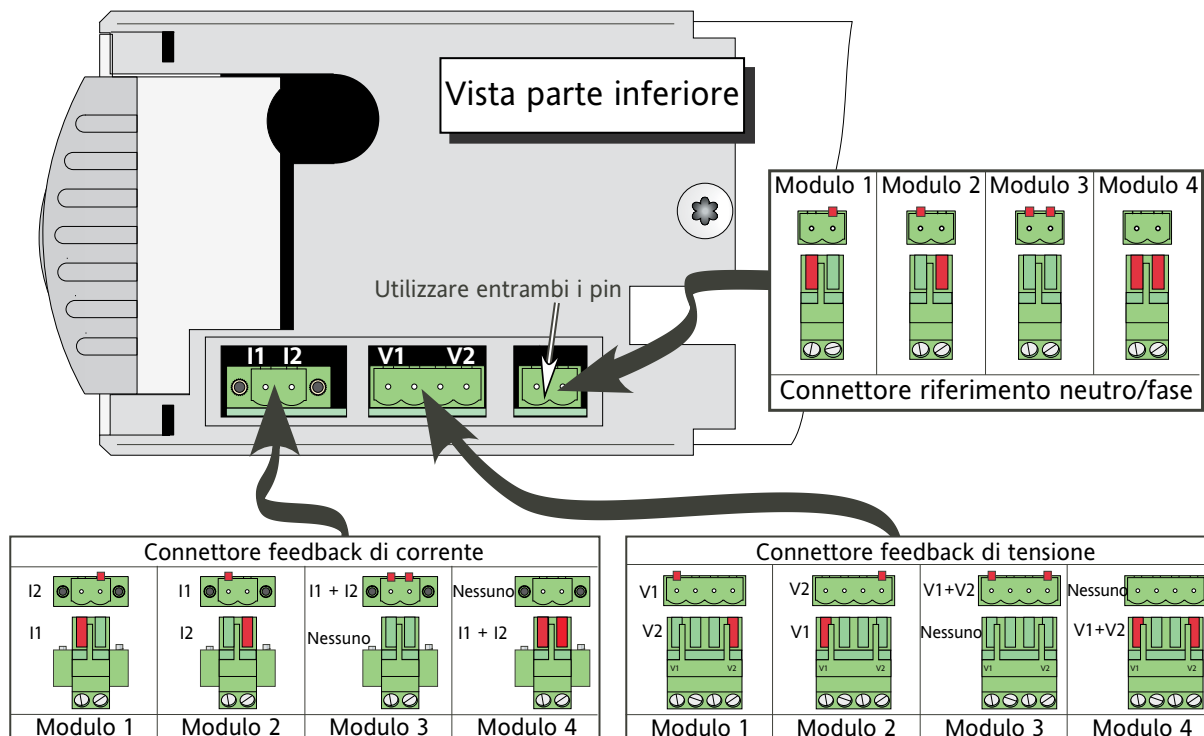 Vista parte inferiore
Modulo 1 Modulo 2 Modulo 3 Modulo 4
Utilizzare entrambi i pin
I1 I2
V1 V2
Connettore riferimento neutro/fase
Connettore feedback di corrente
I2 I1 I1 + I2 Nessuno
I1 I2 Nessuno I1 + I2
Modulo 1 Modulo 2 Modulo 3 Modulo 4
Connettore feedback di tensione
V1 V2 V1+V2 Nessuno
V2 V1 Nessuno V1+V2
V1 V2 V1 V2 V1 V2 V1 V2
Modulo 1 Modulo 2 Modulo 3 Modulo 4